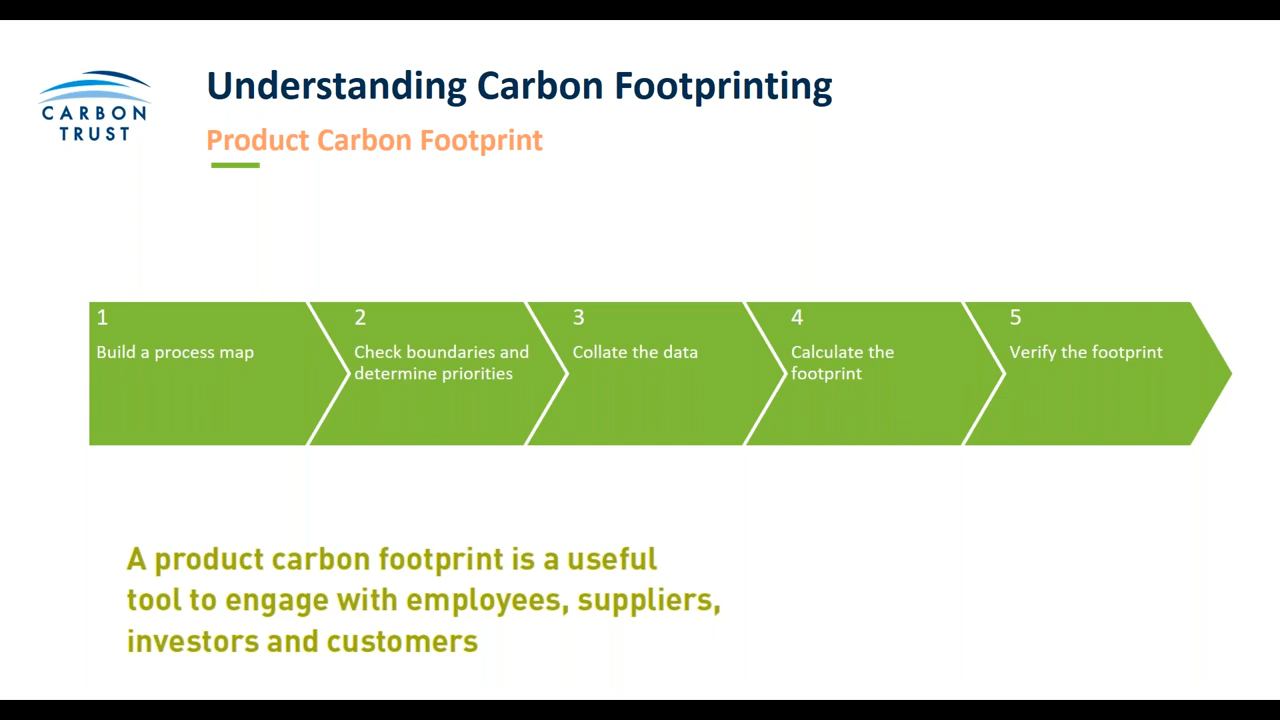 CARBON
TRUST
Understanding Carbon Footprinting
Product Carbon Footprint
1
Build a process map
2
Check boundaries and
determine priorities
3
Collate the data
4
Calculate the
footprint
5
Verify the footprint
A product carbon footprint is a useful
tool to engage with employees, suppliers,
investors and customers